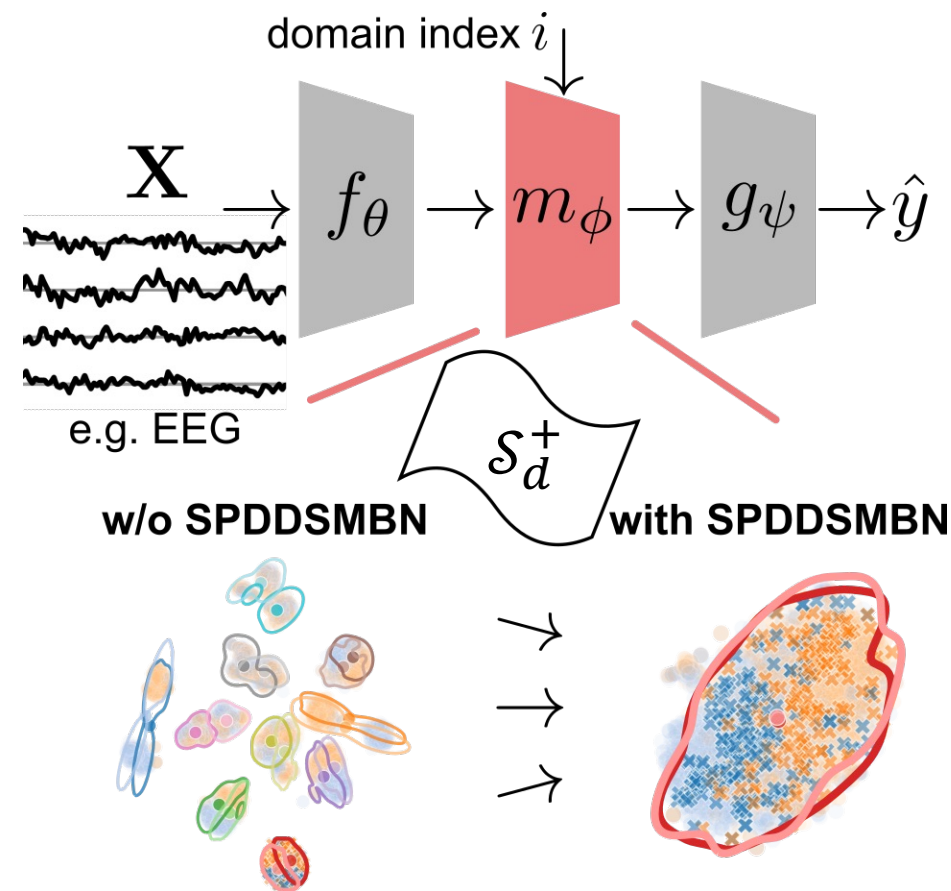 domain index i
X
f_θ
m_ϕ
g_ψ
ŷ
e.g. EEG
𝒮_d^+
w/o SPDDSMBN
with SPDDSMBN